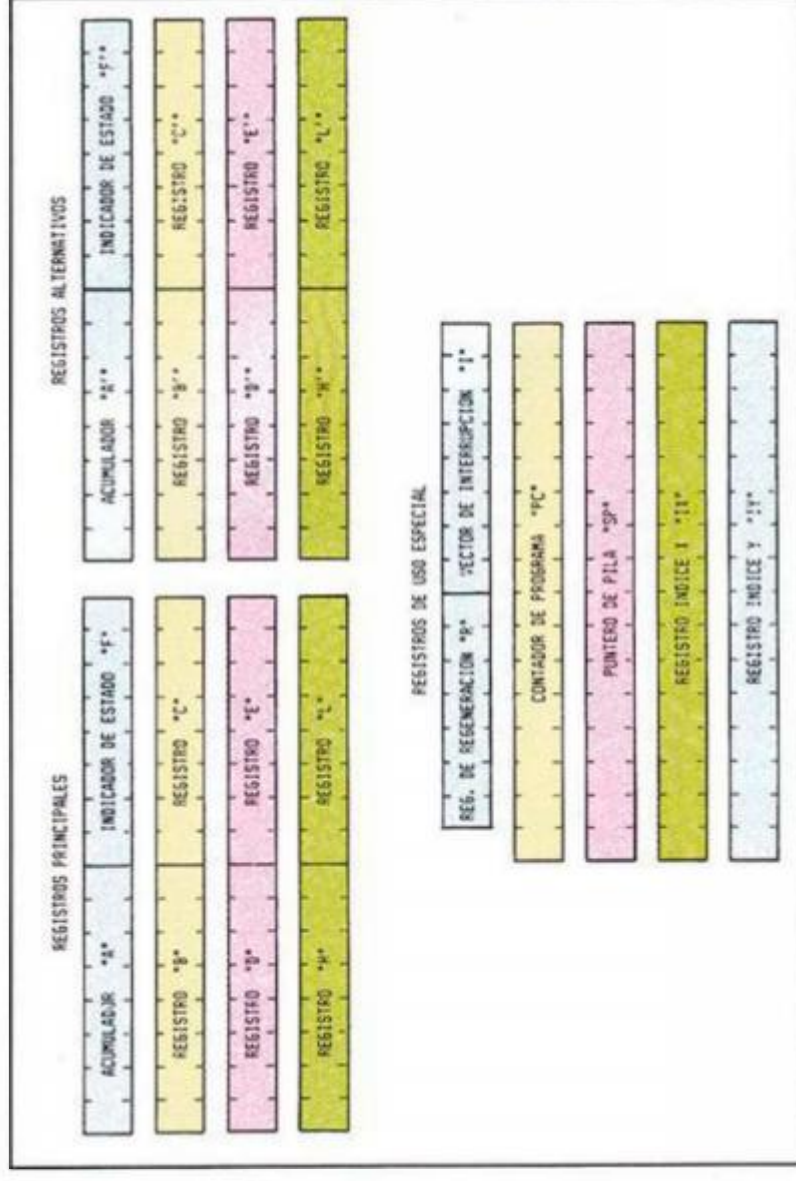 REGISTROS PRINCIPALES
ACUMULADOR "A" INDICADOR DE ESTADO "F"
REGISTRO "B" REGISTRO "C"
REGISTRO "D" REGISTRO "E"
REGISTRO "H" REGISTRO "L"
REGISTROS ALTERNATIVOS
ACUMULADOR "A'" INDICADOR DE ESTADO "F'"
REGISTRO "B'" REGISTRO "C'"
REGISTRO "D'" REGISTRO "E'"
REGISTRO "H'" REGISTRO "L'"
REGISTROS DE USO ESPECIAL
REG. DE REGENERACION "R" VECTOR DE INTERRUPCION "I"
CONTADOR DE PROGRAMA "PC"
PUNTERO DE PILA "SP"
REGISTRO INDICE X "IX"
REGISTRO INDICE Y "IY"